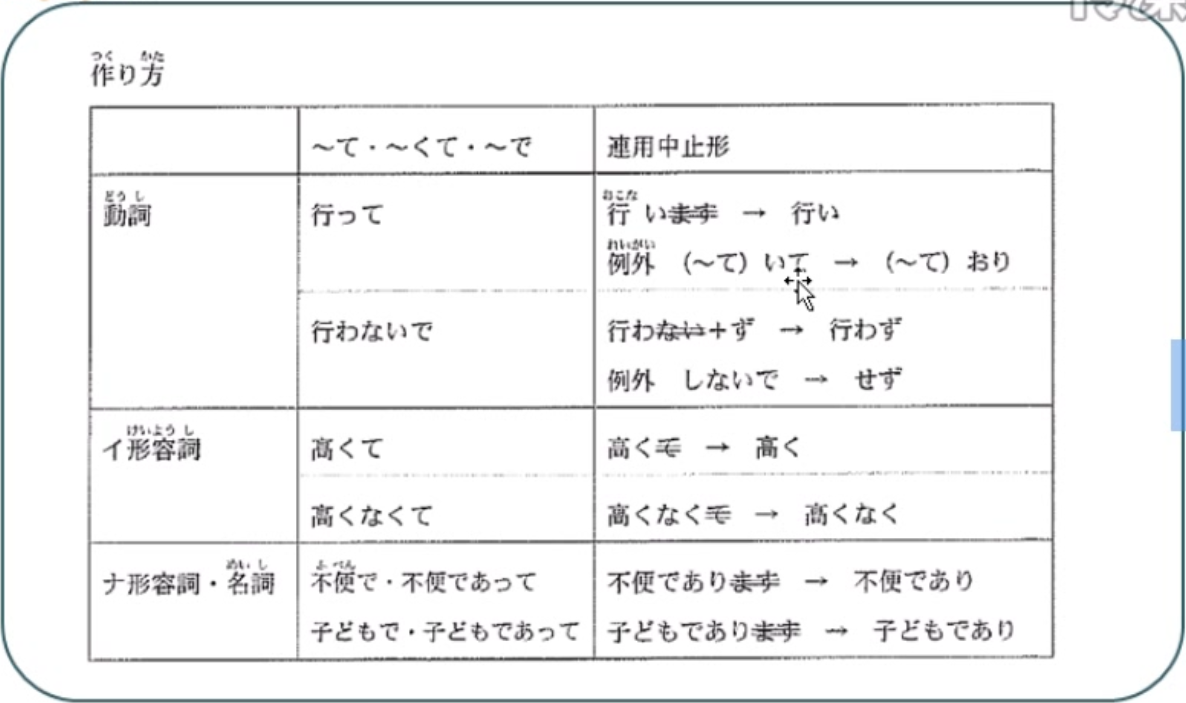 作り方
～て・～くて・～で 連用中止形
動詞 行って 行います → 行い
例外 （～て）いて → （～て）おり
行わないで 行わない＋ず → 行わず
例外 しないで → せず
イ形容詞 高くて 高くて → 高く
高くなくて 高くなくて → 高くなく
ナ形容詞・名詞 不便で・不便であって 不便であります → 不便であり
子どもで・子どもであって 子どもであります → 子どもであり